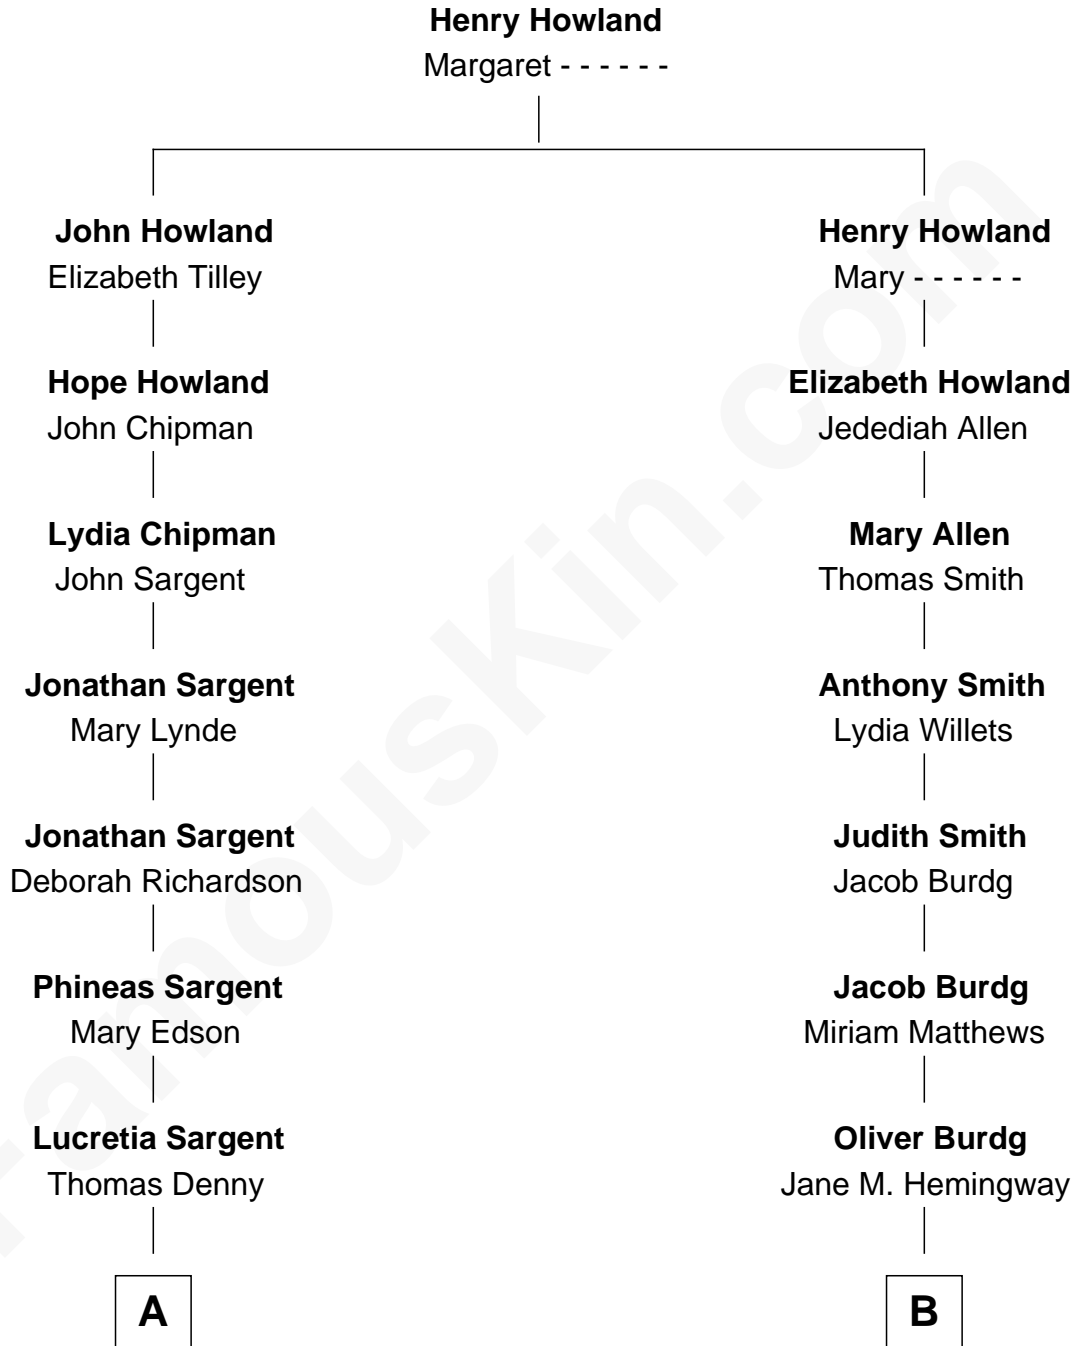 Henry Howland
Margaret - - - - - -
John Howland
Elizabeth Tilley
Henry Howland
Mary - - - - - -
Hope Howland
John Chipman
Elizabeth Howland
Jedediah Allen
Lydia Chipman
John Sargent
Mary Allen
Thomas Smith
Jonathan Sargent
Mary Lynde
Anthony Smith
Lydia Willets
Jonathan Sargent
Deborah Richardson
Judith Smith
Jacob Burdg
Phineas Sargent
Mary Edson
Jacob Burdg
Miriam Matthews
Lucretia Sargent
Thomas Denny
Oliver Burdg
Jane M. Hemingway
A
B
FamousKin.com